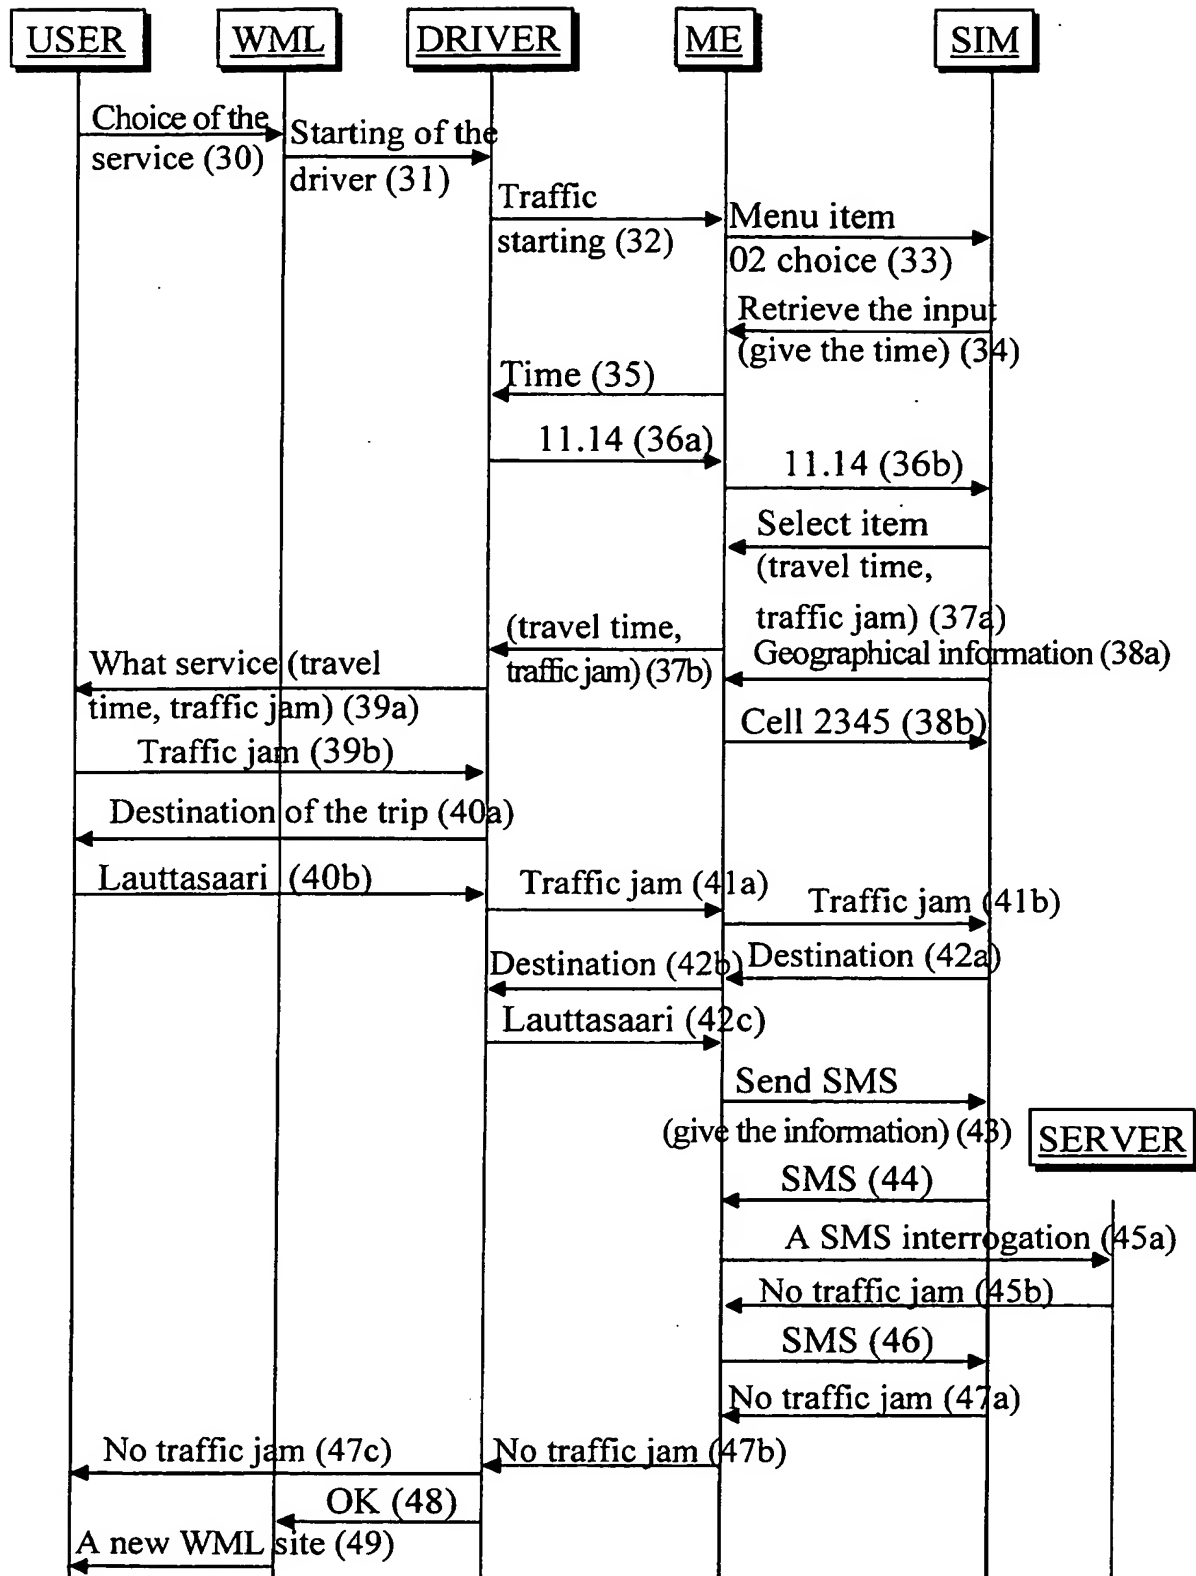 USER WML DRIVER ME SIM
Choice of the
service (30)
Starting of the
driver (31)
Traffic
starting (32)
Menu item
02 choice (33)
Retrieve the input
(give the time) (34)
Time (35)
11.14 (36a)
11.14 (36b)
Select item
(travel time,
traffic jam) (37a)
(travel time,
traffic jam) (37b)
Geographical information (38a)
What service (travel
time, traffic jam) (39a)
Cell 2345 (38b)
Traffic jam (39b)
Destination of the trip (40a)
Lauttasaari (40b)
Traffic jam (41a)
Traffic jam (41b)
Destination (42a)
Destination (42b)
Lauttasaari (42c)
Send SMS
(give the information) (43)
SERVER
SMS (44)
A SMS interrogation (45a)
No traffic jam (45b)
SMS (46)
No traffic jam (47a)
No traffic jam (47b)
No traffic jam (47c)
OK (48)
A new WML site (49)